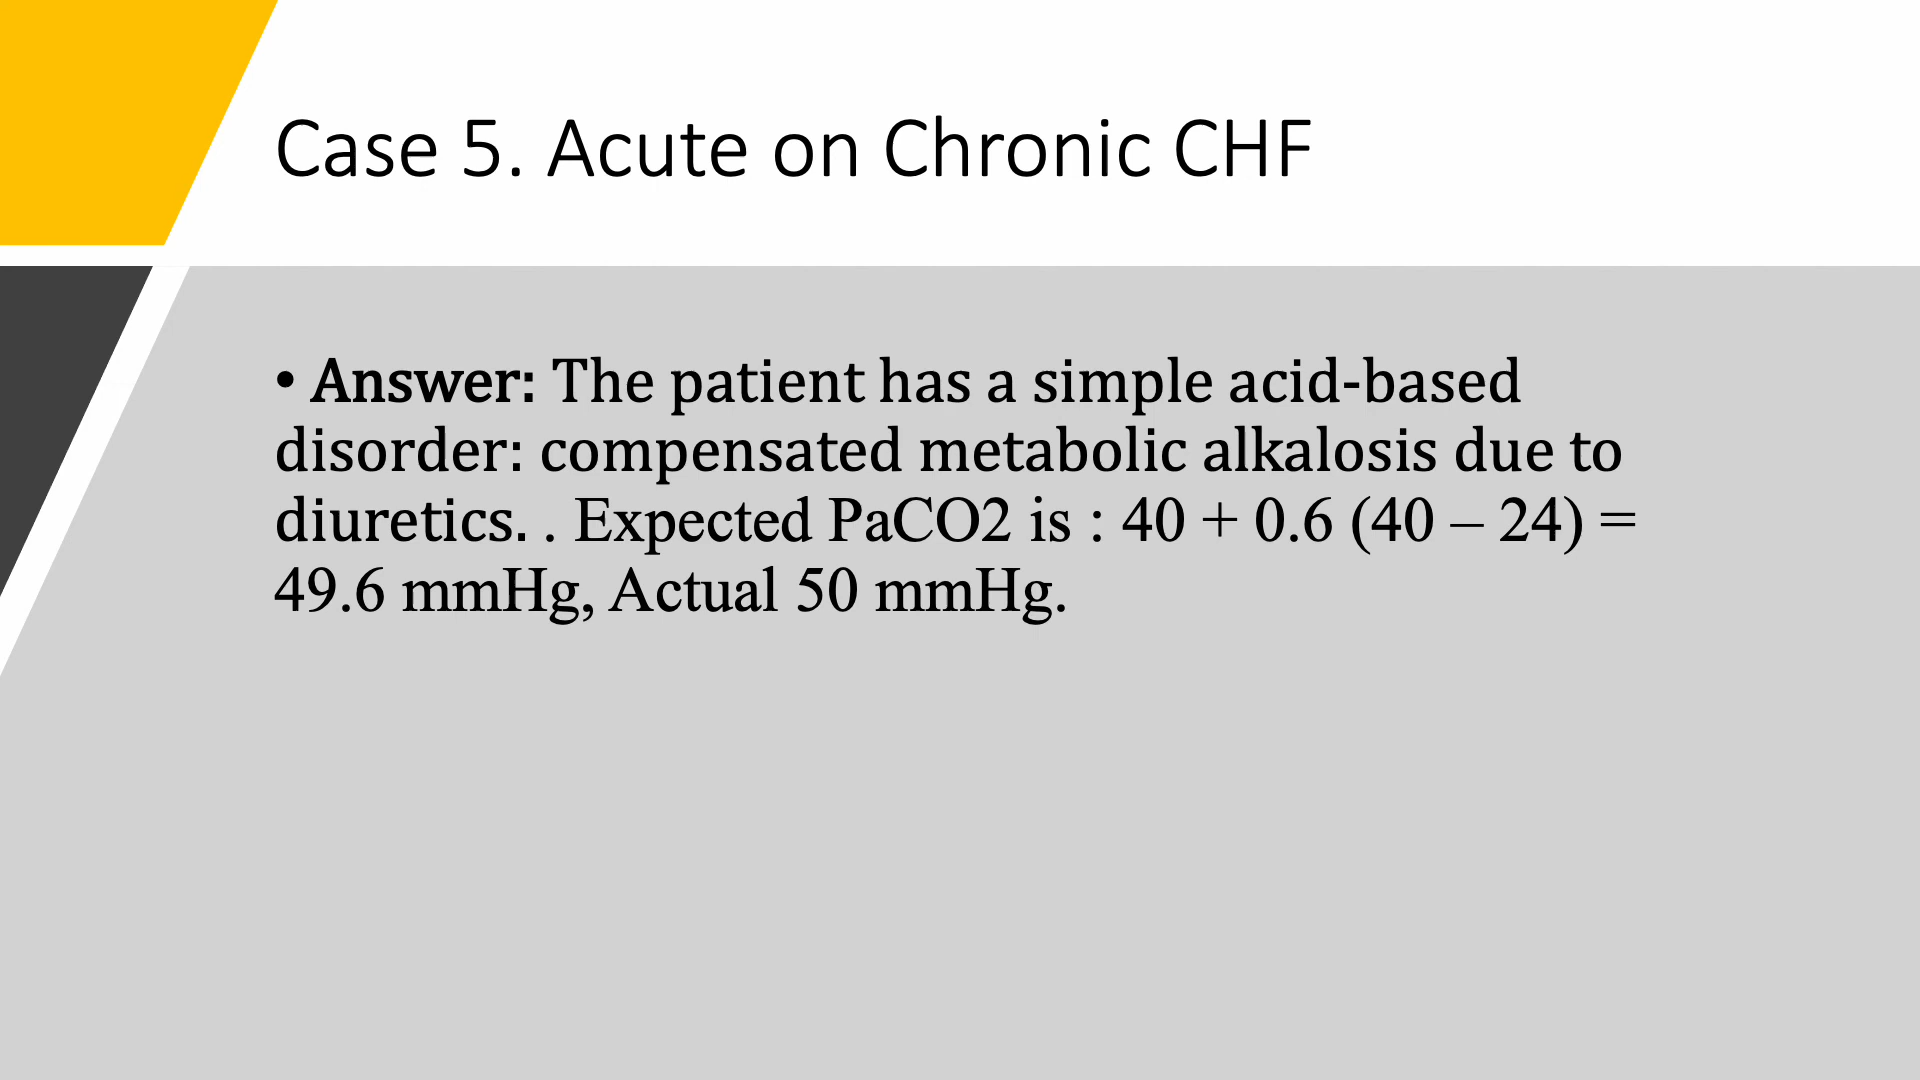 Case 5. Acute on Chronic CHF
• Answer: The patient has a simple acid-based
disorder: compensated metabolic alkalosis due to
diuretics. . Expected PaCO2 is : 40 + 0.6 (40 – 24) =
49.6 mmHg, Actual 50 mmHg.